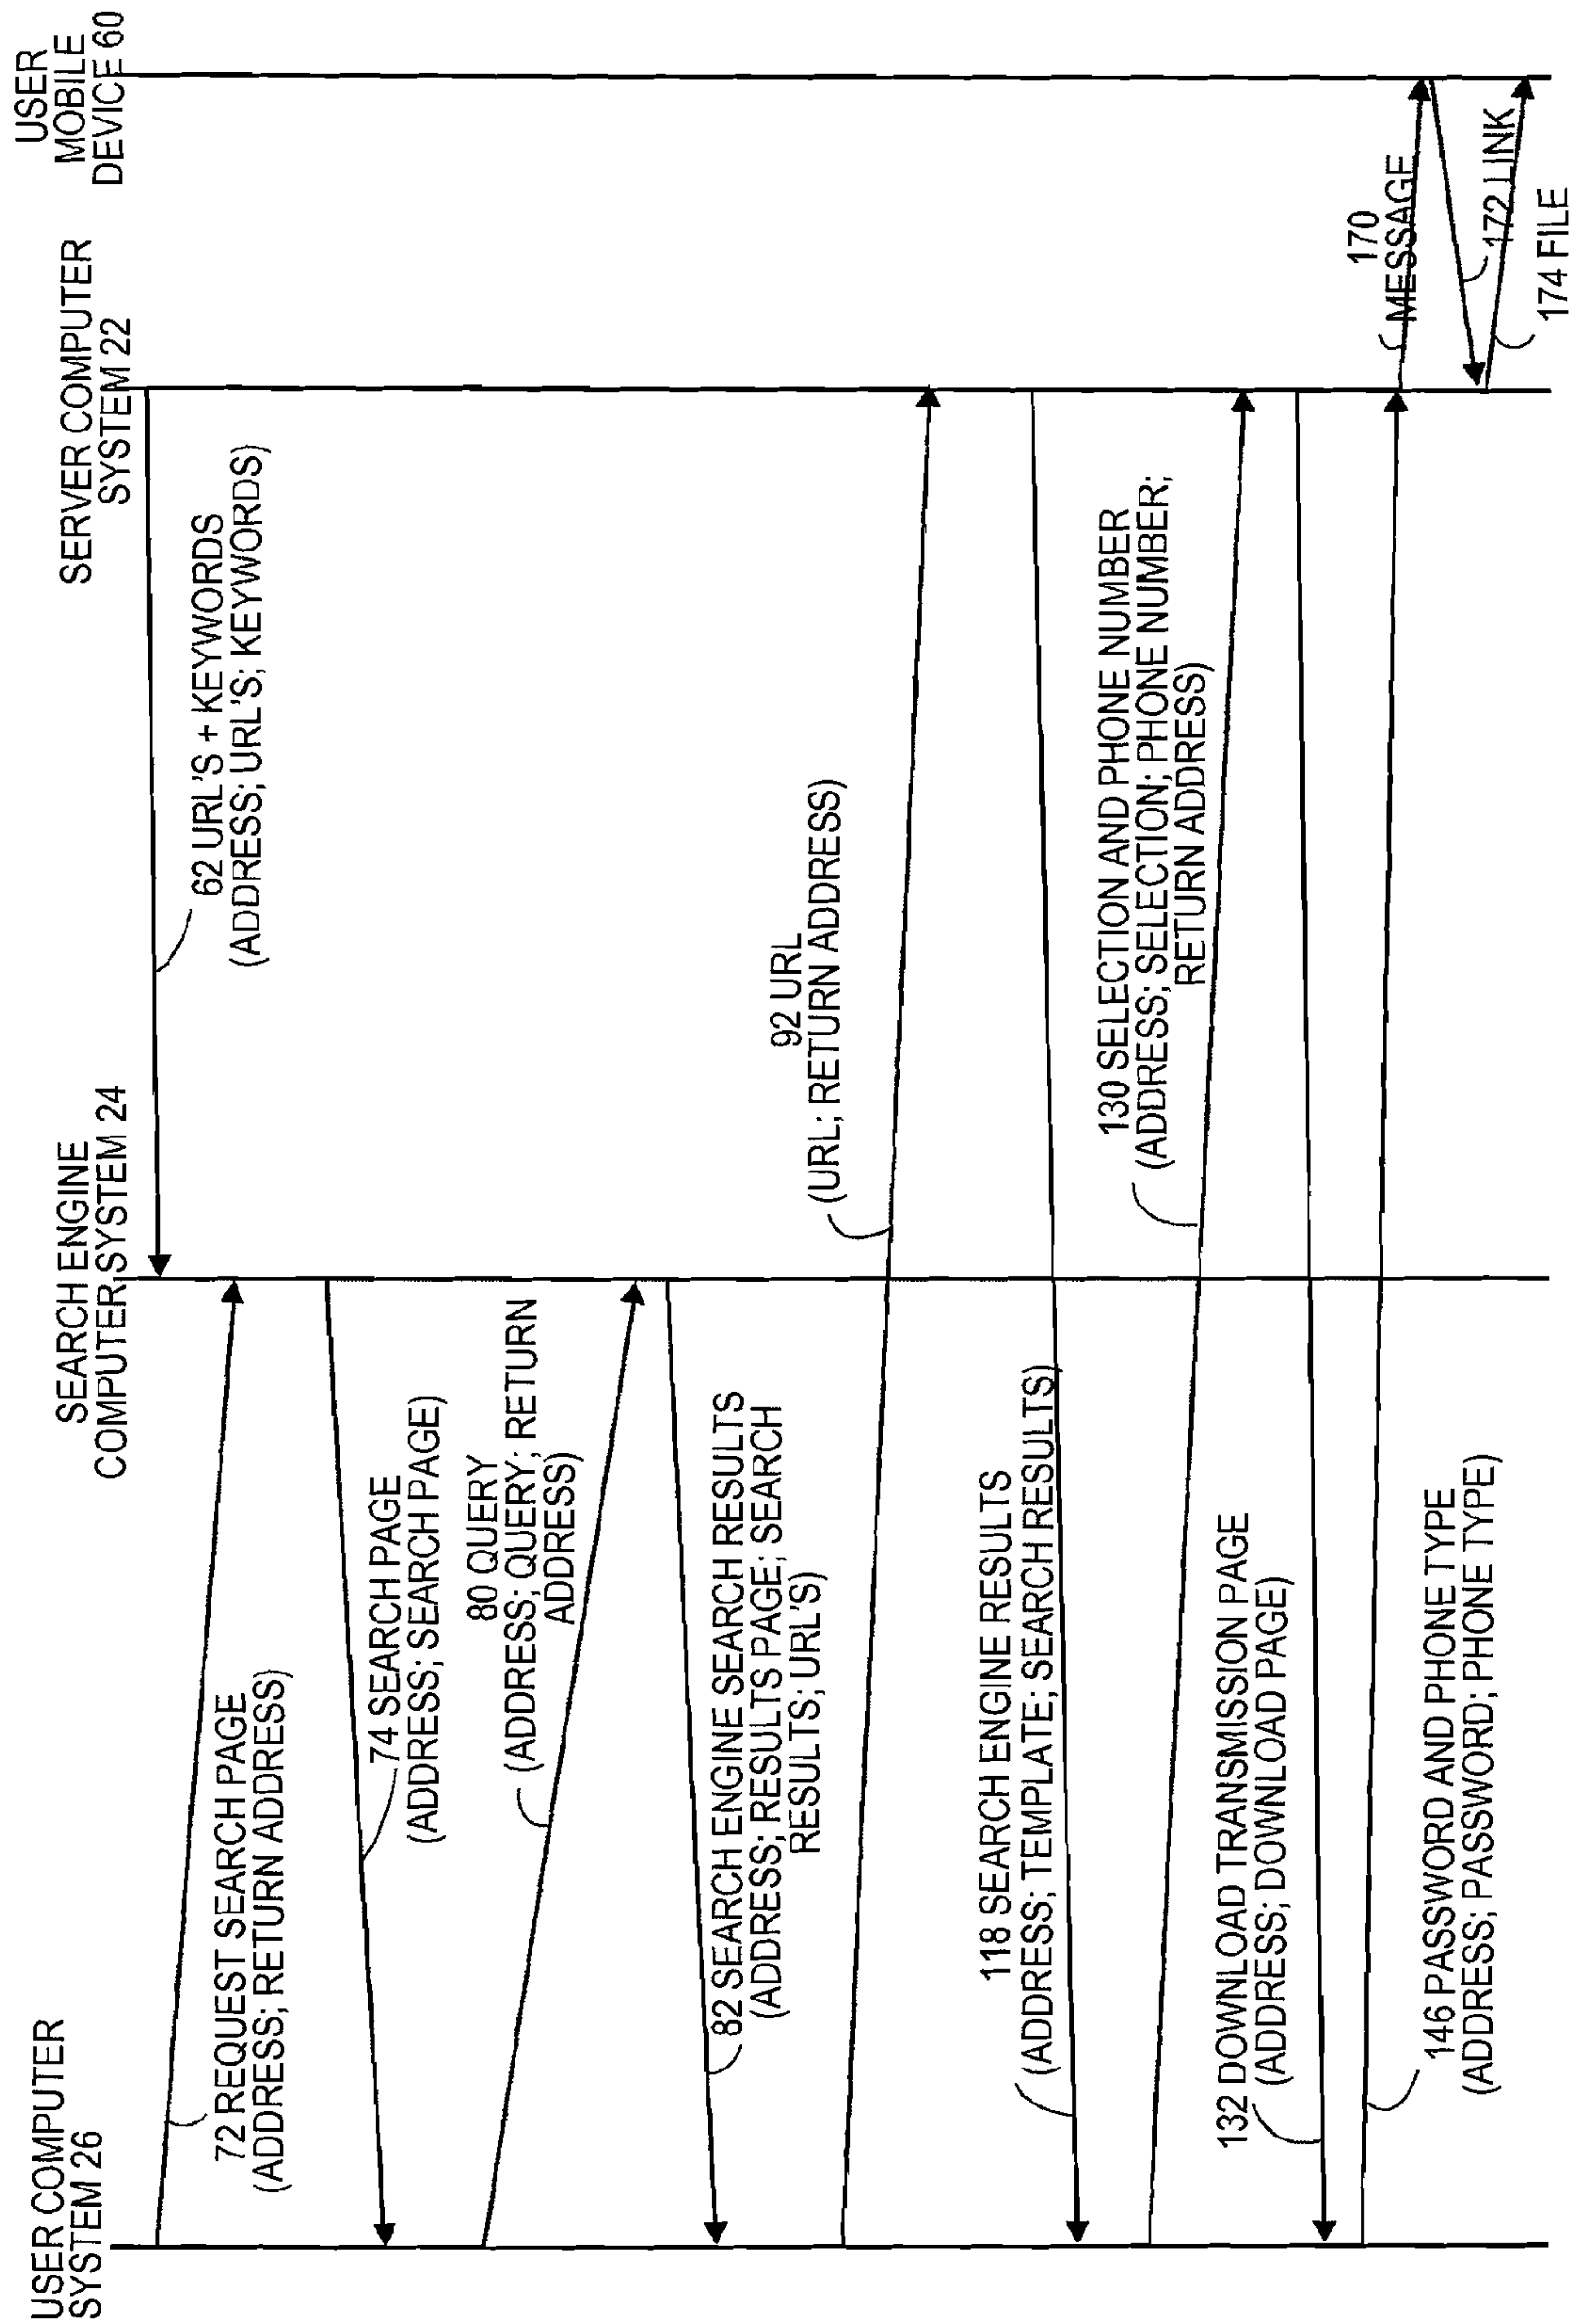 USER COMPUTER
SYSTEM 26
SEARCH ENGINE
COMPUTER SYSTEM 24
SERVER COMPUTER
SYSTEM 22
USER
MOBILE
DEVICE 60
62 URL'S + KEYWORDS
(ADDRESS; URL'S; KEYWORDS)
72 REQUEST SEARCH PAGE
(ADDRESS; RETURN ADDRESS)
74 SEARCH PAGE
(ADDRESS; SEARCH PAGE)
80 QUERY
(ADDRESS; QUERY; RETURN
ADDRESS)
82 SEARCH ENGINE SEARCH RESULTS
(ADDRESS; RESULTS PAGE; SEARCH
RESULTS; URL'S)
92 URL
(URL; RETURN ADDRESS)
118 SEARCH ENGINE RESULTS
(ADDRESS; TEMPLATE; SEARCH RESULTS)
130 SELECTION AND PHONE NUMBER
(ADDRESS; SELECTION; PHONE NUMBER;
RETURN ADDRESS)
132 DOWNLOAD TRANSMISSION PAGE
(ADDRESS; DOWNLOAD PAGE)
146 PASSWORD AND PHONE TYPE
(ADDRESS; PASSWORD; PHONE TYPE)
170
MESSAGE
172 LINK
174 FILE